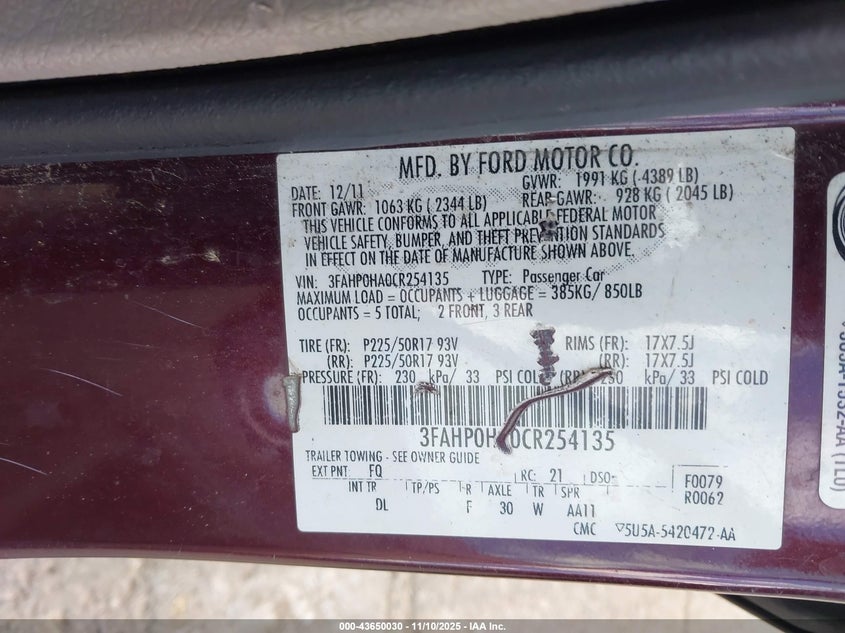 MFD. BY FORD MOTOR CO.
DATE: 12/11 GVWR: 1991 KG (4389 LB)
FRONT GAWR: 1063 KG (2344 LB) REAR GAWR: 928 KG (2045 LB)
THIS VEHICLE CONFORMS TO ALL APPLICABLE FEDERAL MOTOR
VEHICLE SAFETY, BUMPER, AND THEFT PREVENTION STANDARDS
IN EFFECT ON THE DATE OF MANUFACTURE SHOWN ABOVE.
VIN: 3FAHP0HA0CR254135 TYPE: Passenger Car
MAXIMUM LOAD = OCCUPANTS + LUGGAGE = 385KG/ 850LB
OCCUPANTS = 5 TOTAL; 2 FRONT, 3 REAR
TIRE (FR): P225/50R17 93V RIMS (FR): 17X7.5J
(RR): P225/50R17 93V (RR): 17X7.5J
PRESSURE (FR): 230 kPa/ 33 PSI COLD (RR): 230 kPa/ 33 PSI COLD
3FAHP0HA0CR254135
TRAILER TOWING - SEE OWNER GUIDE
EXT PNT: FQ RC: 21 DSO: F0079
INT TR TP/PS R AXLE TR SPR R0062
DL F 30 W AA11
CMC 5U5A-5420472-AA
000-43650030 - 11/10/2025 - IAA Inc.